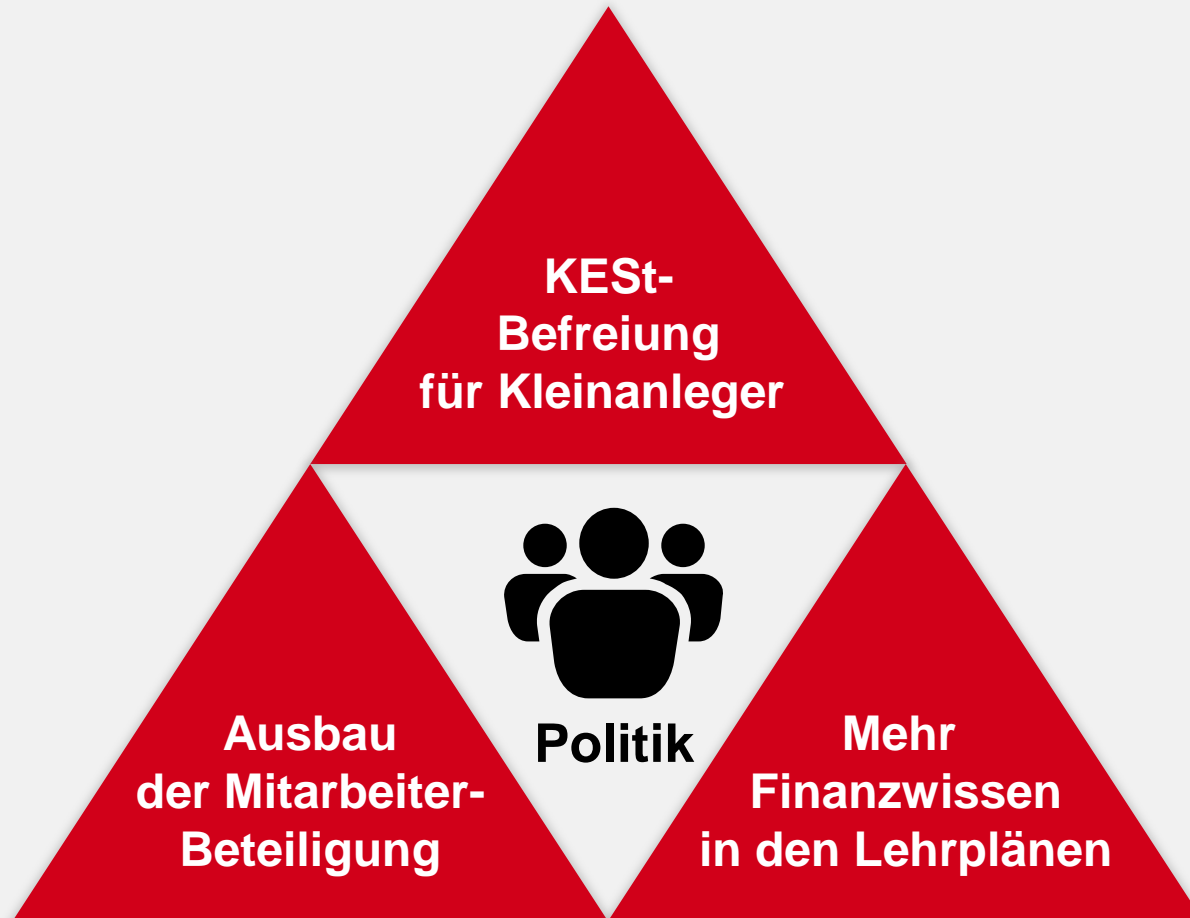 KESt-
Befreiung
für Kleinanleger
Politik
Ausbau
der Mitarbeiter-
Beteiligung
Mehr
Finanzwissen
in den Lehrplänen